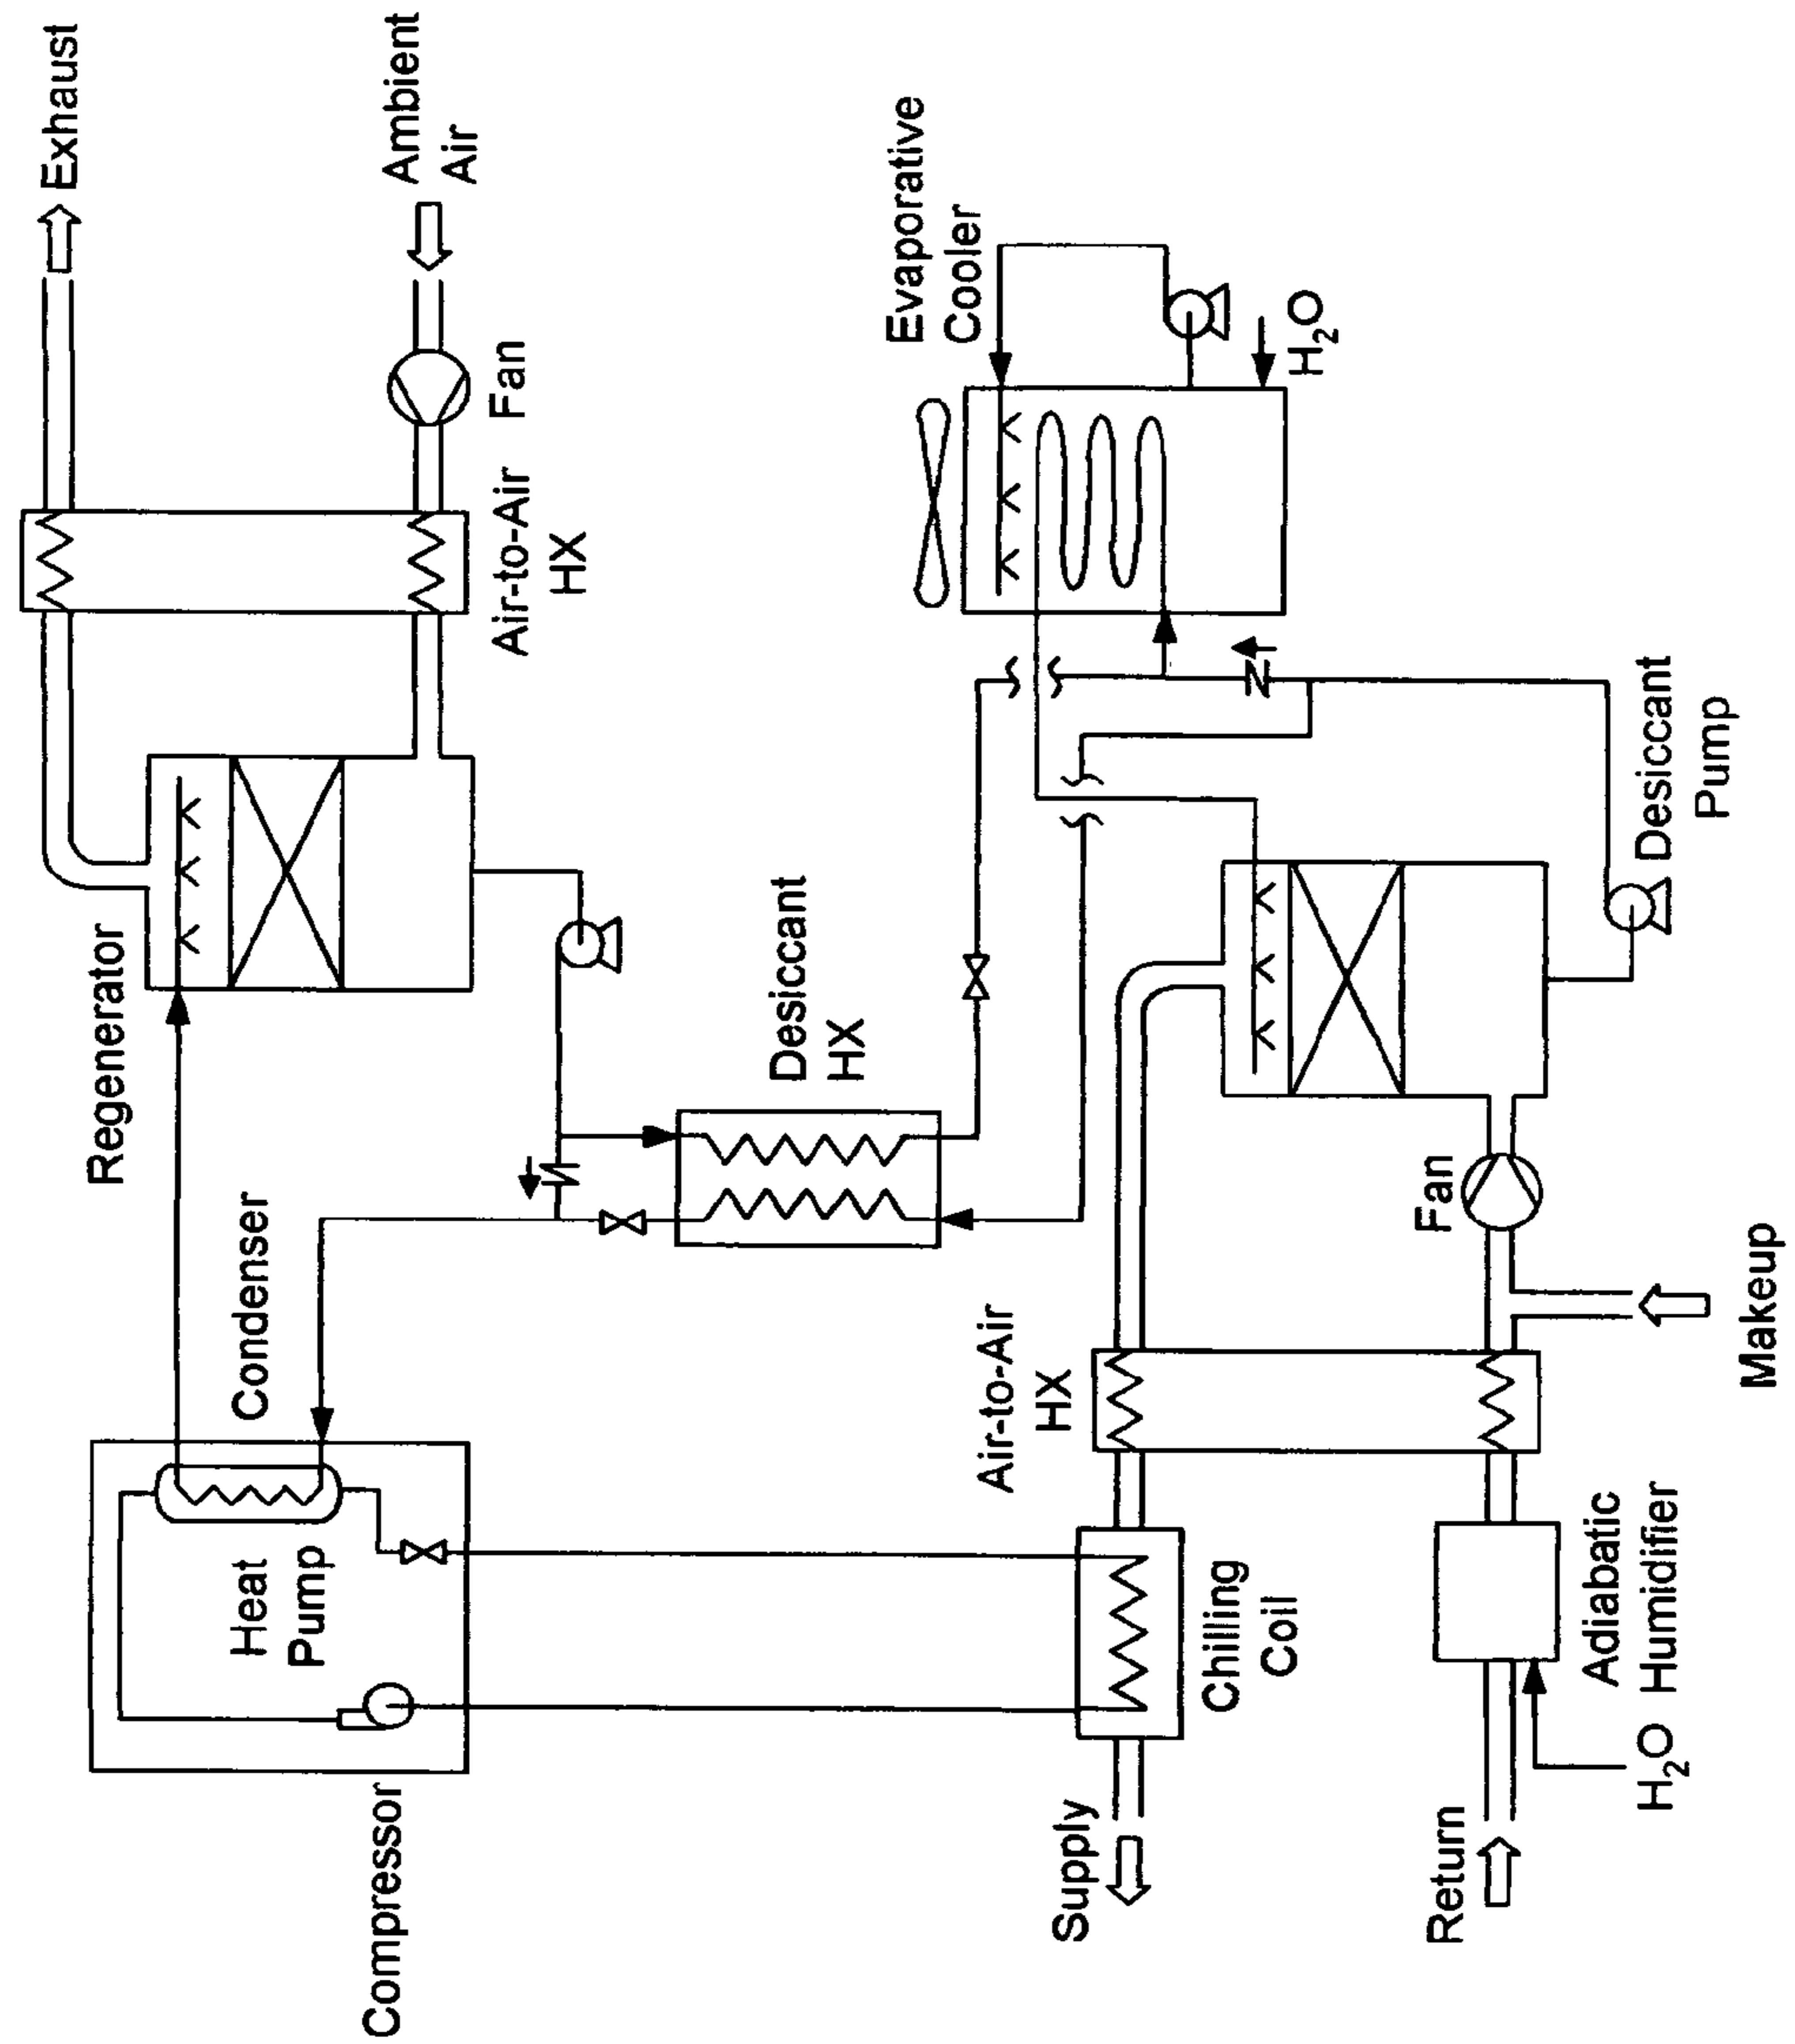 Exhaust
Ambient
Air
Fan
Air-to-Air
HX
Regenerator
Condenser
Heat
Pump
Compressor
Desiccant
HX
Evaporative
Cooler
H₂O
Desiccant
Pump
Fan
Makeup
Air-to-Air
HX
Chilling
Coil
Supply
Return
Adiabatic
Humidifier
H₂O